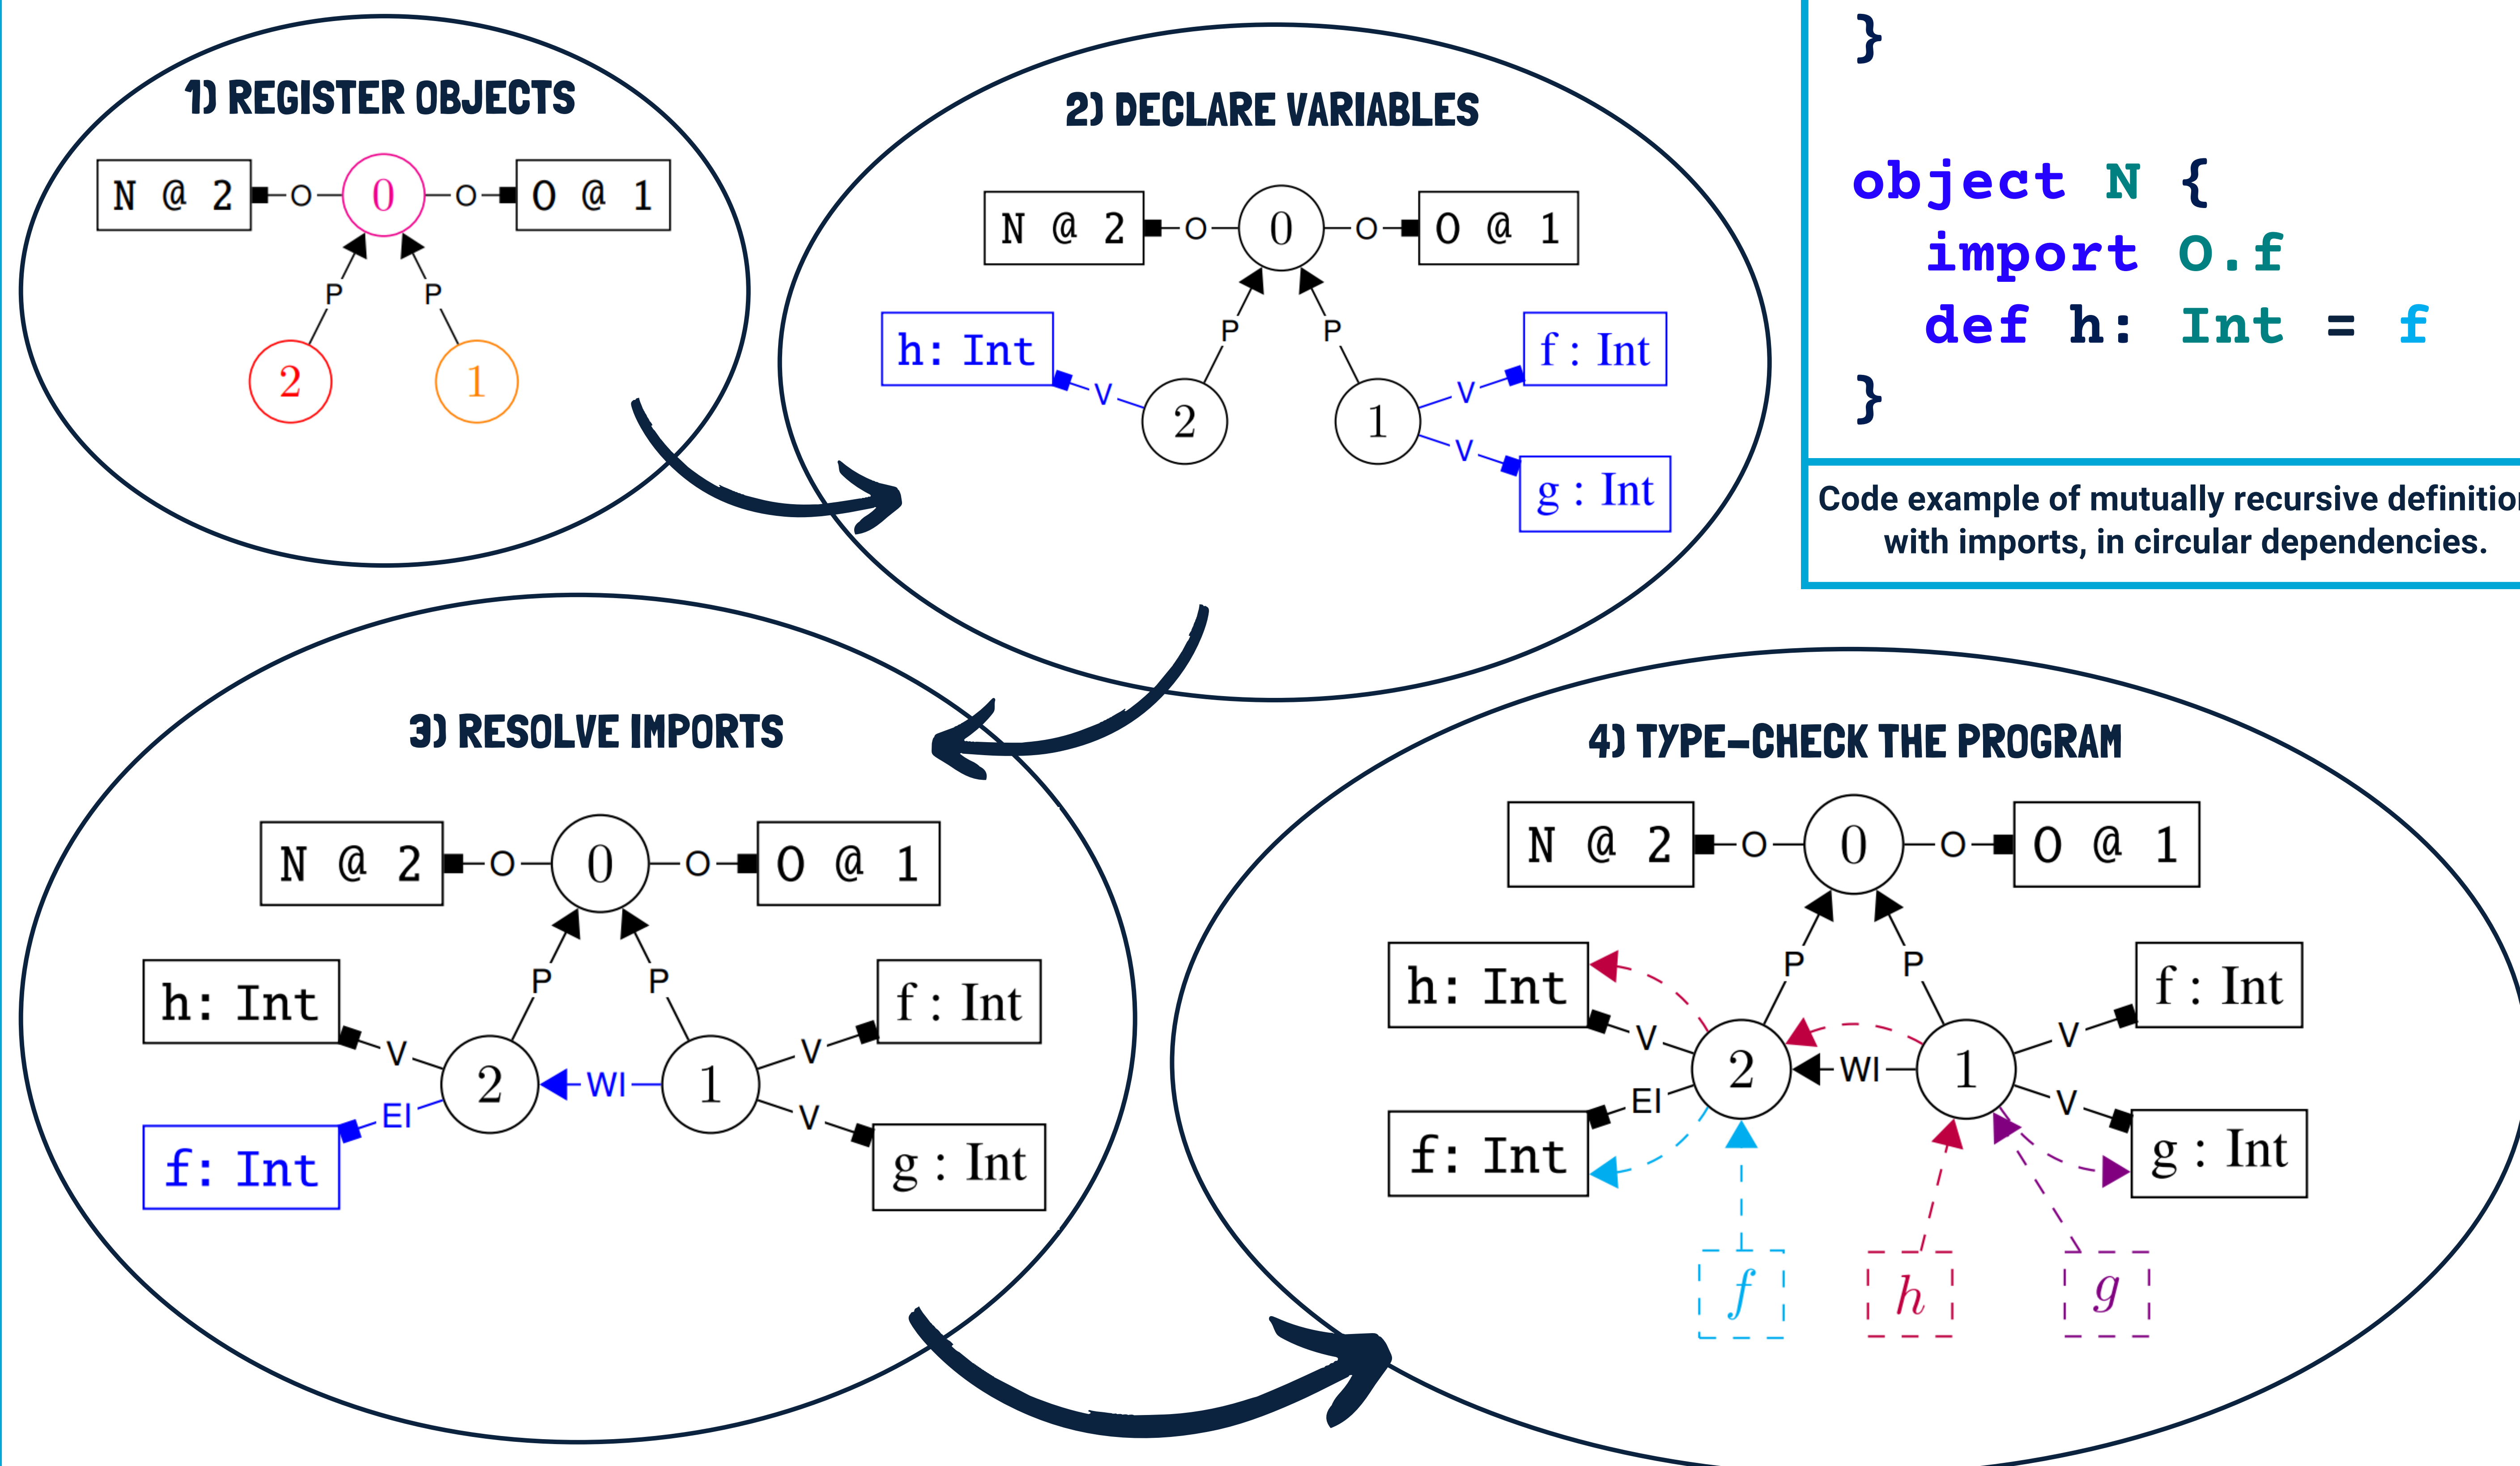 1) REGISTER OBJECTS
N @ 2
O
0
O
O @ 1
P
P
2
1
2) DECLARE VARIABLES
N @ 2
O
0
O
O @ 1
P
P
h: Int
V
2
1
V
f : Int
V
g : Int
}
object N {
import O.f
def h: Int = f
}
Code example of mutually recursive
with imports, in circular dependencies.
3) RESOLVE IMPORTS
N @ 2
O
0
O
O @ 1
P
P
h: Int
V
2
WI
1
V
f : Int
EI
f: Int
V
g : Int
4) TYPE-CHECK THE PROGRAM
N @ 2
O
0
O
O @ 1
P
P
h: Int
V
2
WI
1
V
f : Int
EI
f: Int
V
g : Int
f
h
g